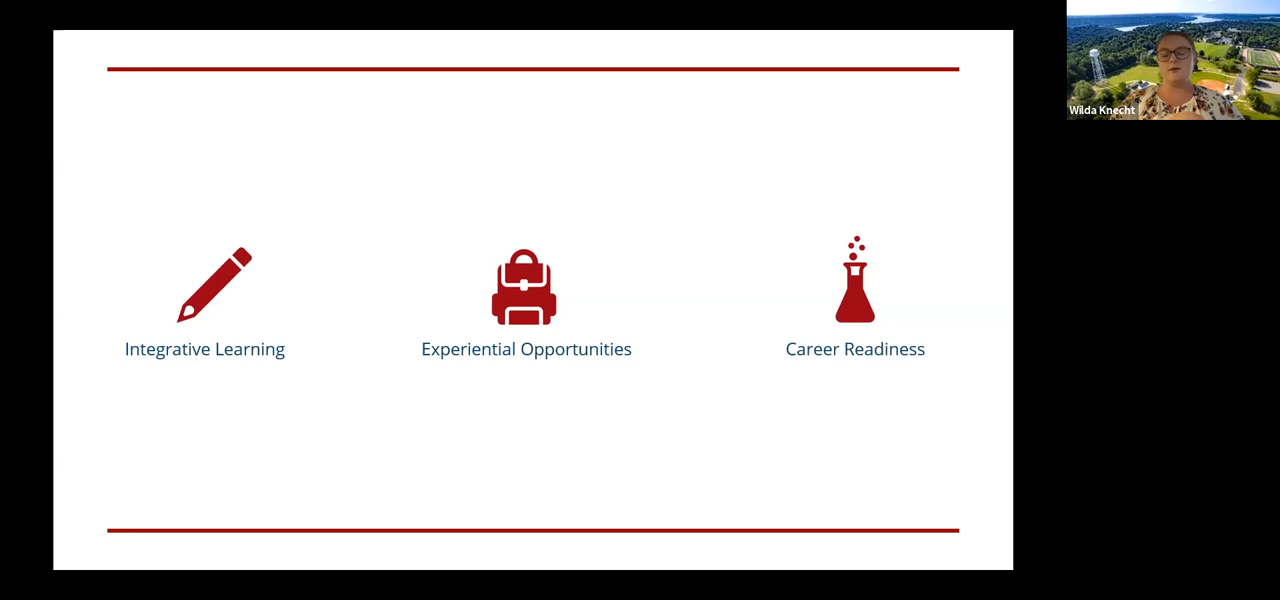 Wilda Knecht
Integrative Learning
Experiential Opportunities
Career Readiness